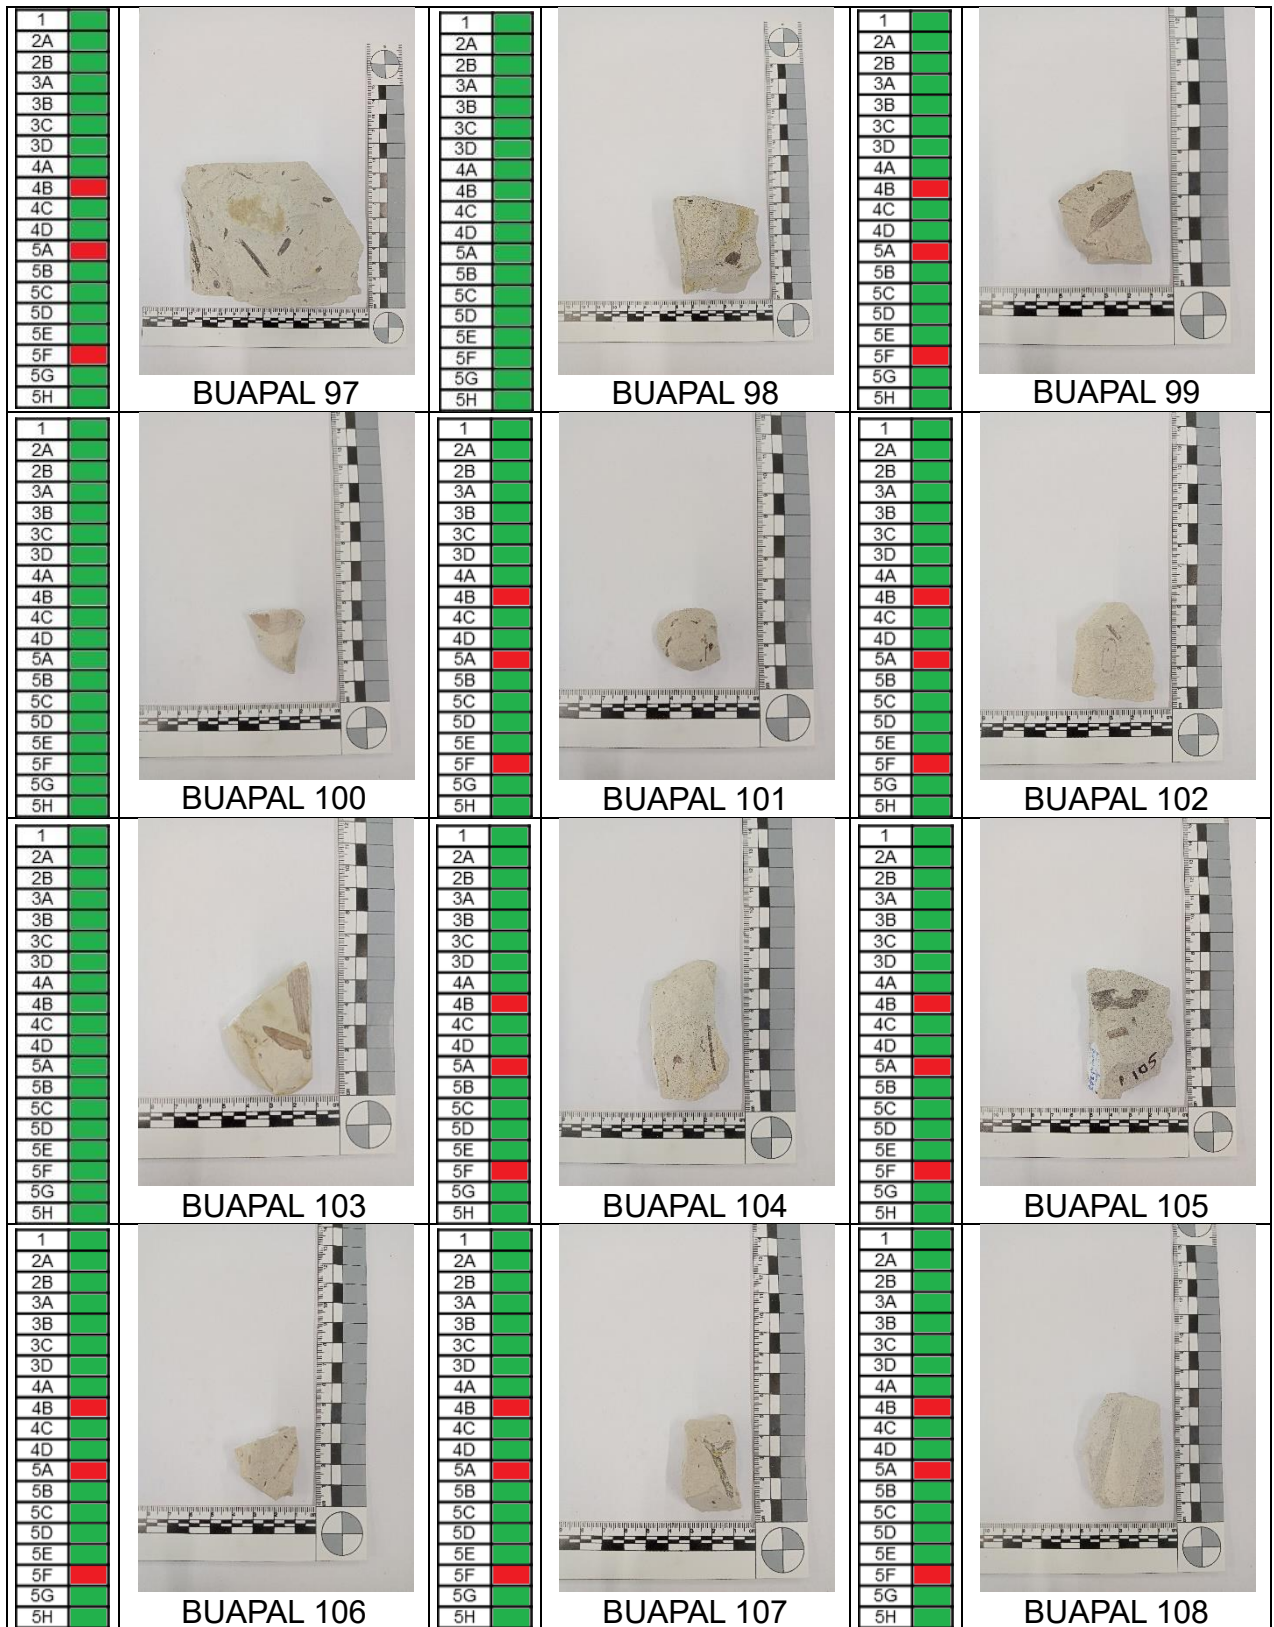 1
2A
2B
3A
3B
3C
3D
4A
4B
4C
4D
5A
5B
5C
5D
5E
5F
5G
5H
BUAPAL 97
1
2A
2B
3A
3B
3C
3D
4A
4B
4C
4D
5A
5B
5C
5D
5E
5F
5G
5H
BUAPAL 98
1
2A
2B
3A
3B
3C
3D
4A
4B
4C
4D
5A
5B
5C
5D
5E
5F
5G
5H
BUAPAL 99
1
2A
2B
3A
3B
3C
3D
4A
4B
4C
4D
5A
5B
5C
5D
5E
5F
5G
5H
BUAPAL 100
1
2A
2B
3A
3B
3C
3D
4A
4B
4C
4D
5A
5B
5C
5D
5E
5F
5G
5H
BUAPAL 101
1
2A
2B
3A
3B
3C
3D
4A
4B
4C
4D
5A
5B
5C
5D
5E
5F
5G
5H
BUAPAL 102
1
2A
2B
3A
3B
3C
3D
4A
4B
4C
4D
5A
5B
5C
5D
5E
5F
5G
5H
BUAPAL 103
1
2A
2B
3A
3B
3C
3D
4A
4B
4C
4D
5A
5B
5C
5D
5E
5F
5G
5H
BUAPAL 104
1
2A
2B
3A
3B
3C
3D
4A
4B
4C
4D
5A
5B
5C
5D
5E
5F
5G
5H
BUAPAL 105
1
2A
2B
3A
3B
3C
3D
4A
4B
4C
4D
5A
5B
5C
5D
5E
5F
5G
5H
BUAPAL 106
1
2A
2B
3A
3B
3C
3D
4A
4B
4C
4D
5A
5B
5C
5D
5E
5F
5G
5H
BUAPAL 107
1
2A
2B
3A
3B
3C
3D
4A
4B
4C
4D
5A
5B
5C
5D
5E
5F
5G
5H
BUAPAL 108